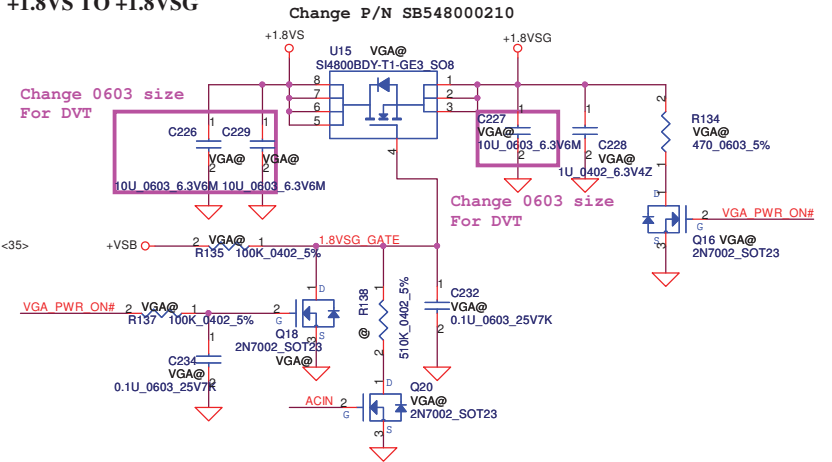 +1.8VS TO +1.8VSG
Change P/N SB548000210
+1.8VS
+1.8VSG
U15 VGA@
SI4800BDY-T1-GE3_SO8
8
7
6
5
1
2
3
4
Change 0603 size
For DVT
C226
1
2
VGA@
10U_0603_6.3V6M
C229
1
2
VGA@
10U_0603_6.3V6M
C227
VGA@
10U_0603_6.3V6M
1
2
C228
VGA@
1U_0402_6.3V4Z
1
2
R134
VGA@
470_0603_5%
2
1
Change 0603 size
For DVT
D
S
G
2
3
VGA_PWR_ON#
Q16 VGA@
2N7002_SOT23
<35>
+VSB
2 VGA@ 1
R135 100K_0402_5%
1.8VSG_GATE
VGA_PWR_ON#
2 VGA@ 1
R137 100K_0402_5%
2
G
1
D
S
3
Q18
2N7002_SOT23
VGA@
C234
VGA@
0.1U_0603_25V7K
1
2
@
R138
510K_0402_5%
1
2
C232
VGA@
0.1U_0603_25V7K
1
2
ACIN
2
G
1
D
S
3
Q20
VGA@
2N7002_SOT23